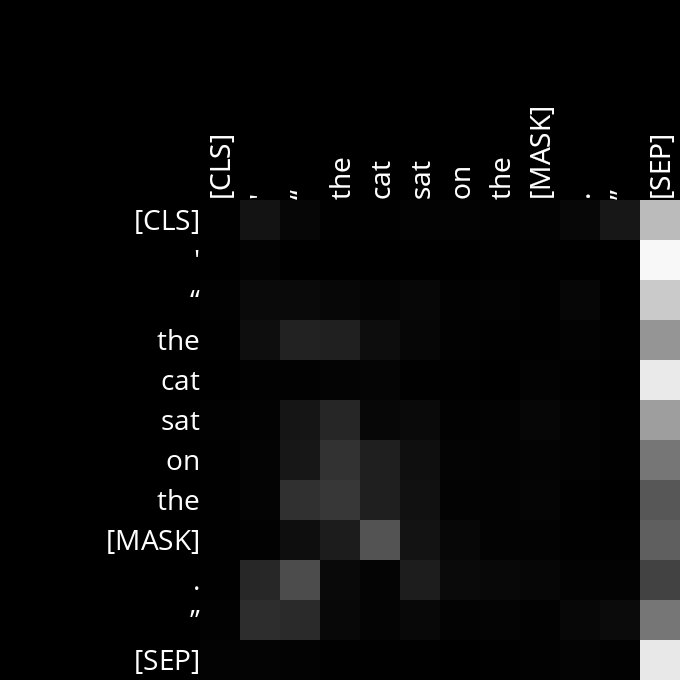 [CLS] ' “ the cat sat on the [MASK] . ” [SEP]
[CLS]
'
“
the
cat
sat
on
the
[MASK]
.
”
[SEP]